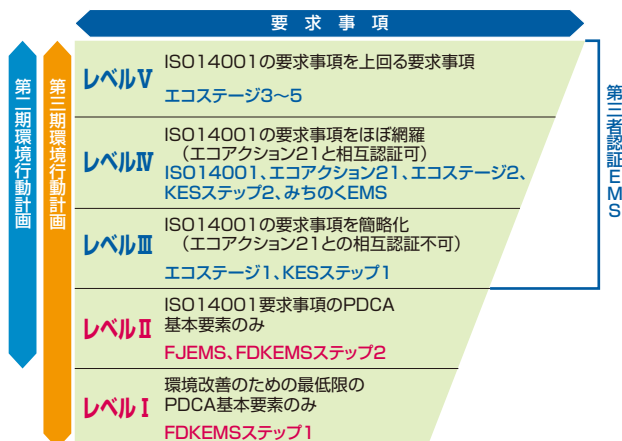 要求事項
第二期環境行動計画
第三期環境行動計画
レベルⅤ
ISO14001の要求事項を上回る要求事項
エコステージ3〜5
レベルⅣ
ISO14001の要求事項をほぼ網羅
（エコアクション21と相互認証可）
ISO14001、エコアクション21、エコステージ2、
KESステップ2、みちのくEMS
レベルⅢ
ISO14001の要求事項を簡略化
（エコアクション21との相互認証不可）
エコステージ1、KESステップ1
レベルⅡ
ISO14001要求事項のPDCA
基本要素のみ
FJEMS、FDKEMSステップ2
レベルⅠ
環境改善のための最低限の
PDCA基本要素のみ
FDKEMSステップ1
第三者認証EMS